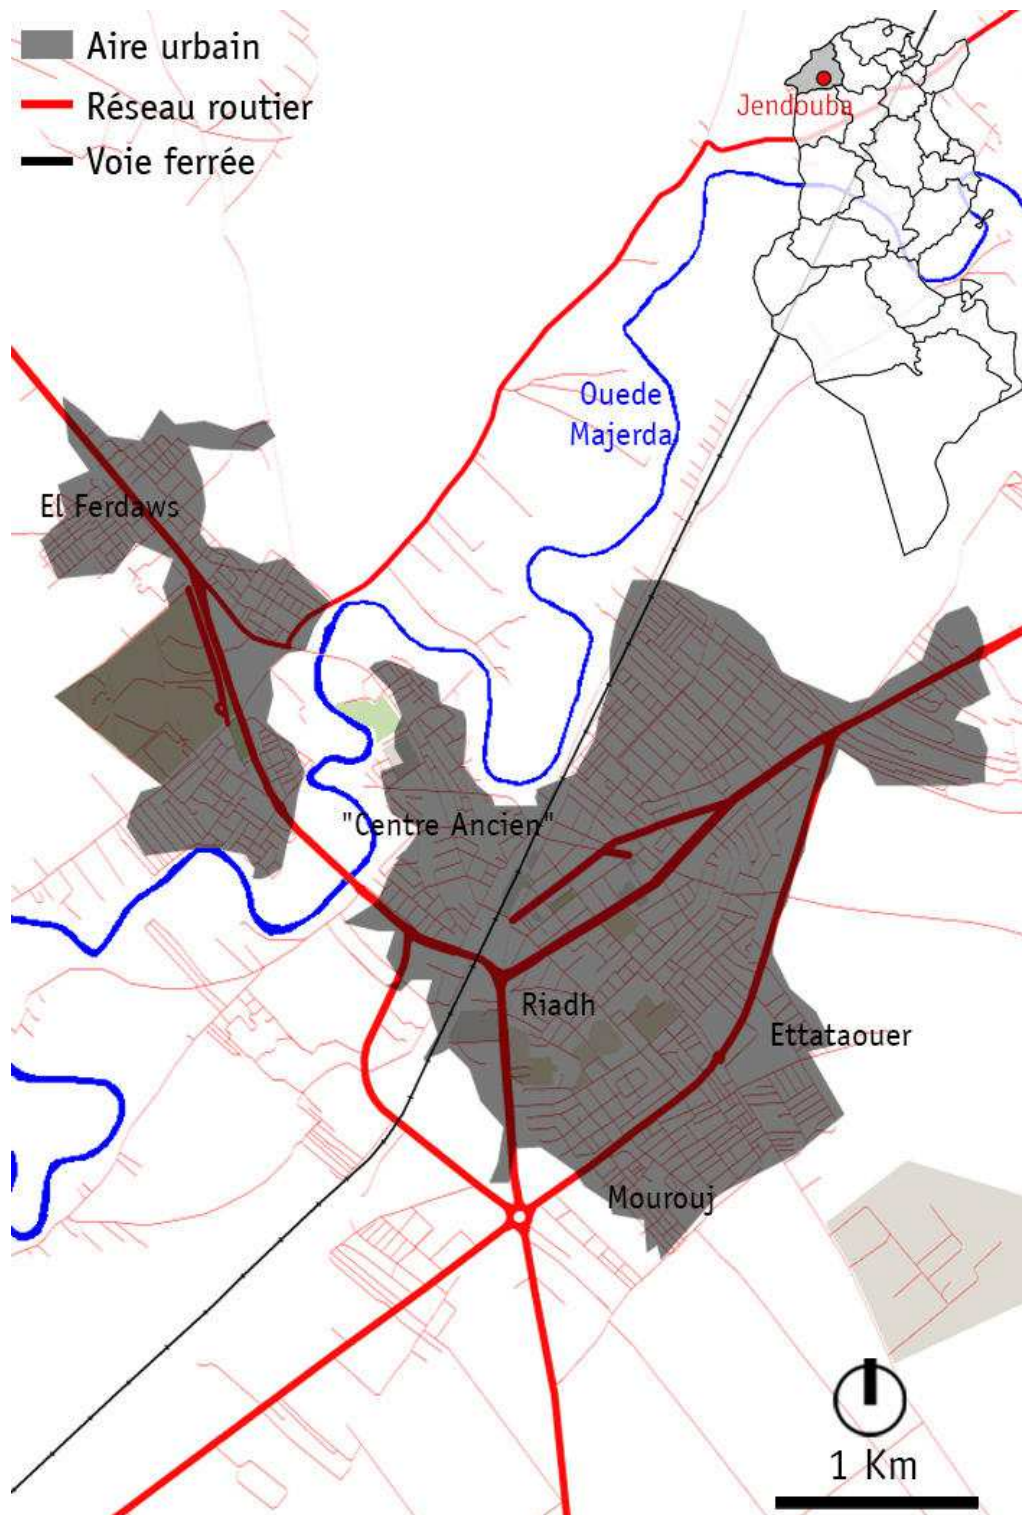 Aire urbain
Réseau routier
Voie ferrée
Jendouba
Ouede
Majerda
El Ferdaws
"Centre Ancien"
Riadh
Ettataouer
Mourouj
1 Km